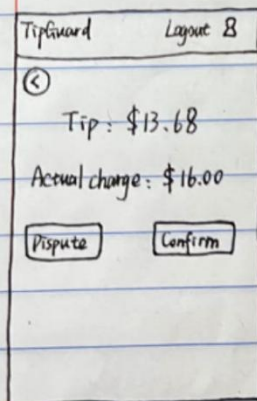 TipGuard Logout
Tip: $13.68
Actual charge: $16.00
Dispute Confirm